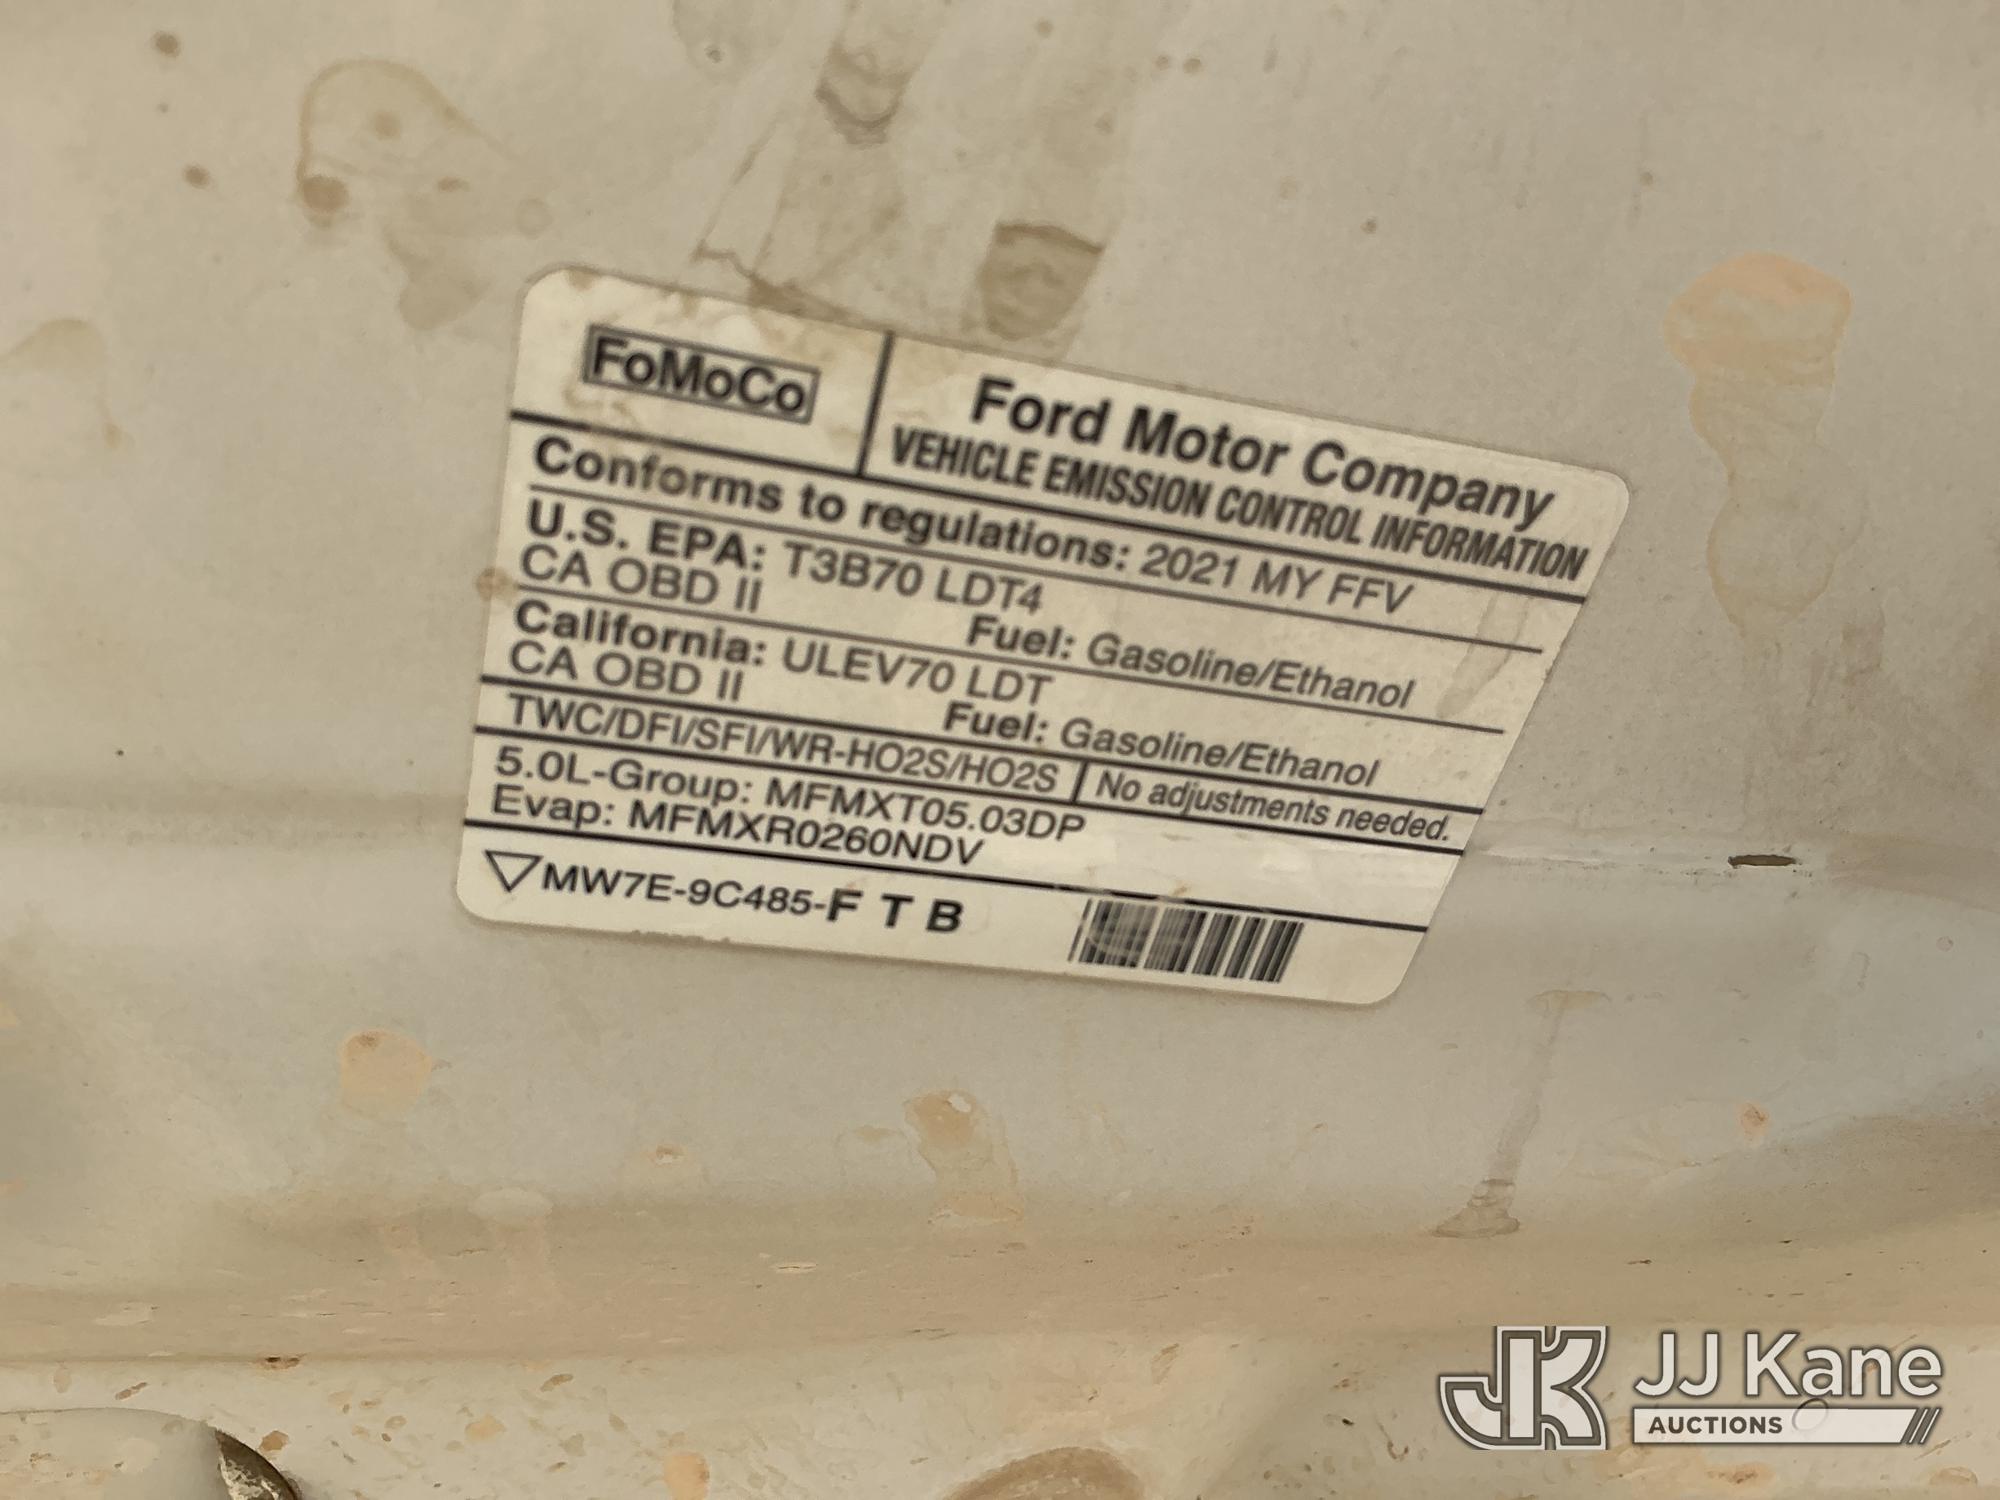 FoMoCo
Ford Motor Company
VEHICLE EMISSION CONTROL INFORMATION
Conforms to regulations: 2021 MY FFV
U.S. EPA: T3B70 LDT4
CA OBD II Fuel: Gasoline/Ethanol
California: ULEV70 LDT
CA OBD II Fuel: Gasoline/Ethanol
TWC/DFI/SFI/WR-HO2S/HO2S No adjustments needed.
5.0L-Group: MFMXT05.03DP
Evap: MFMXR0260NDV
MW7E-9C485-F T B
JK JJ Kane
AUCTIONS